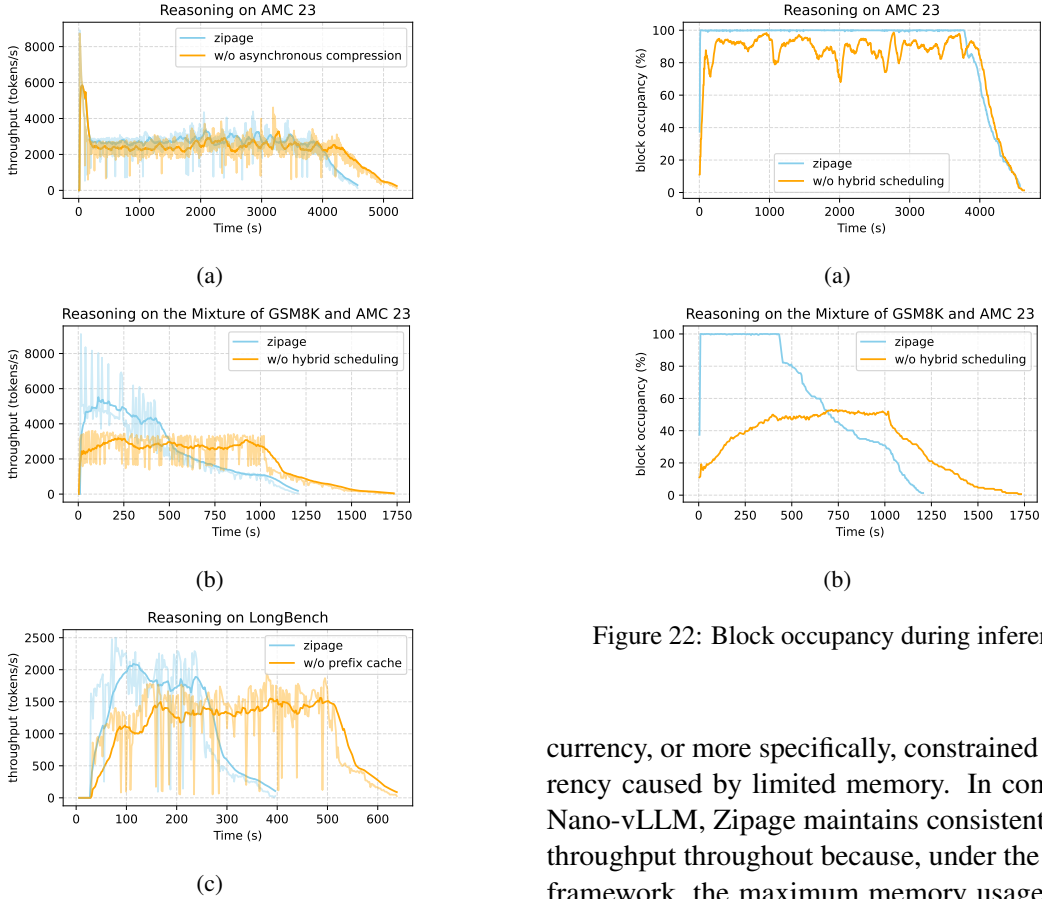 Reasoning on AMC 23
throughput (tokens/s)
8000
6000
4000
2000
0
zipage
w/o asynchronous compression
0 1000 2000 3000 4000 5000
Time (s)
(a)
Reasoning on the Mixture of GSM8K and AMC 23
throughput (tokens/s)
8000
6000
4000
2000
0
zipage
w/o hybrid scheduling
0 250 500 750 1000 1250 1500 1750
Time (s)
(b)
Reasoning on LongBench
throughput (tokens/s)
2500
2000
1500
1000
500
0
zipage
w/o prefix cache
0 100 200 300 400 500 600
Time (s)
(c)
Reasoning on AMC 23
block occupancy (%)
100
80
60
40
20
0
zipage
w/o hybrid scheduling
0 1000 2000 3000 4000
Time (s)
(a)
Reasoning on the Mixture of GSM8K and AMC 23
block occupancy (%)
100
80
60
40
20
0
zipage
w/o hybrid scheduling
0 250 500 750 1000 1250 1500 1750
Time (s)
(b)
Figure 22: Block occupancy during inferen
currency, or more specifically, constrained
rency caused by limited memory. In con
Nano-vLLM, Zipage maintains consistent
throughput throughout because, under the
framework, the maximum memory usage